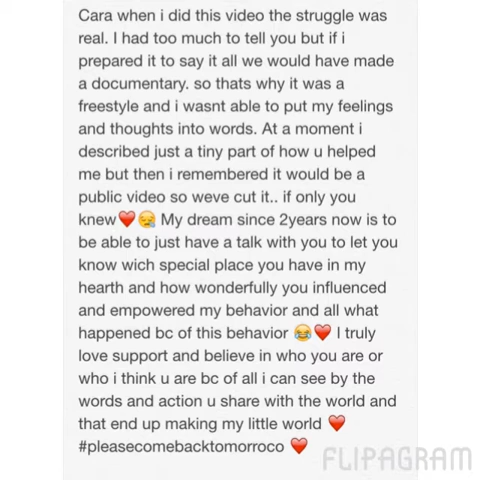 Cara when i did this video the struggle was
real. I had too much to tell you but if i
prepared it to say it all we would have made
a documentary. so thats why it was a
freestyle and i wasnt able to put my feelings
and thoughts into words. At a moment i
described just a tiny part of how u helped
me but then i remembered it would be a
public video so weve cut it.. if only you
knew❤️😪 My dream since 2years now is to
be able to just have a talk with you to let you
know wich special place you have in my
hearth and how wonderfully you influenced
and empowered my behavior and all what
happened bc of this behavior 😂❤️ I truly
love support and believe in who you are or
who i think u are bc of all i can see by the
words and action u share with the world and
that end up making my little world ❤️
#pleasecomebacktomorroco ❤️
FLIPAGRAM